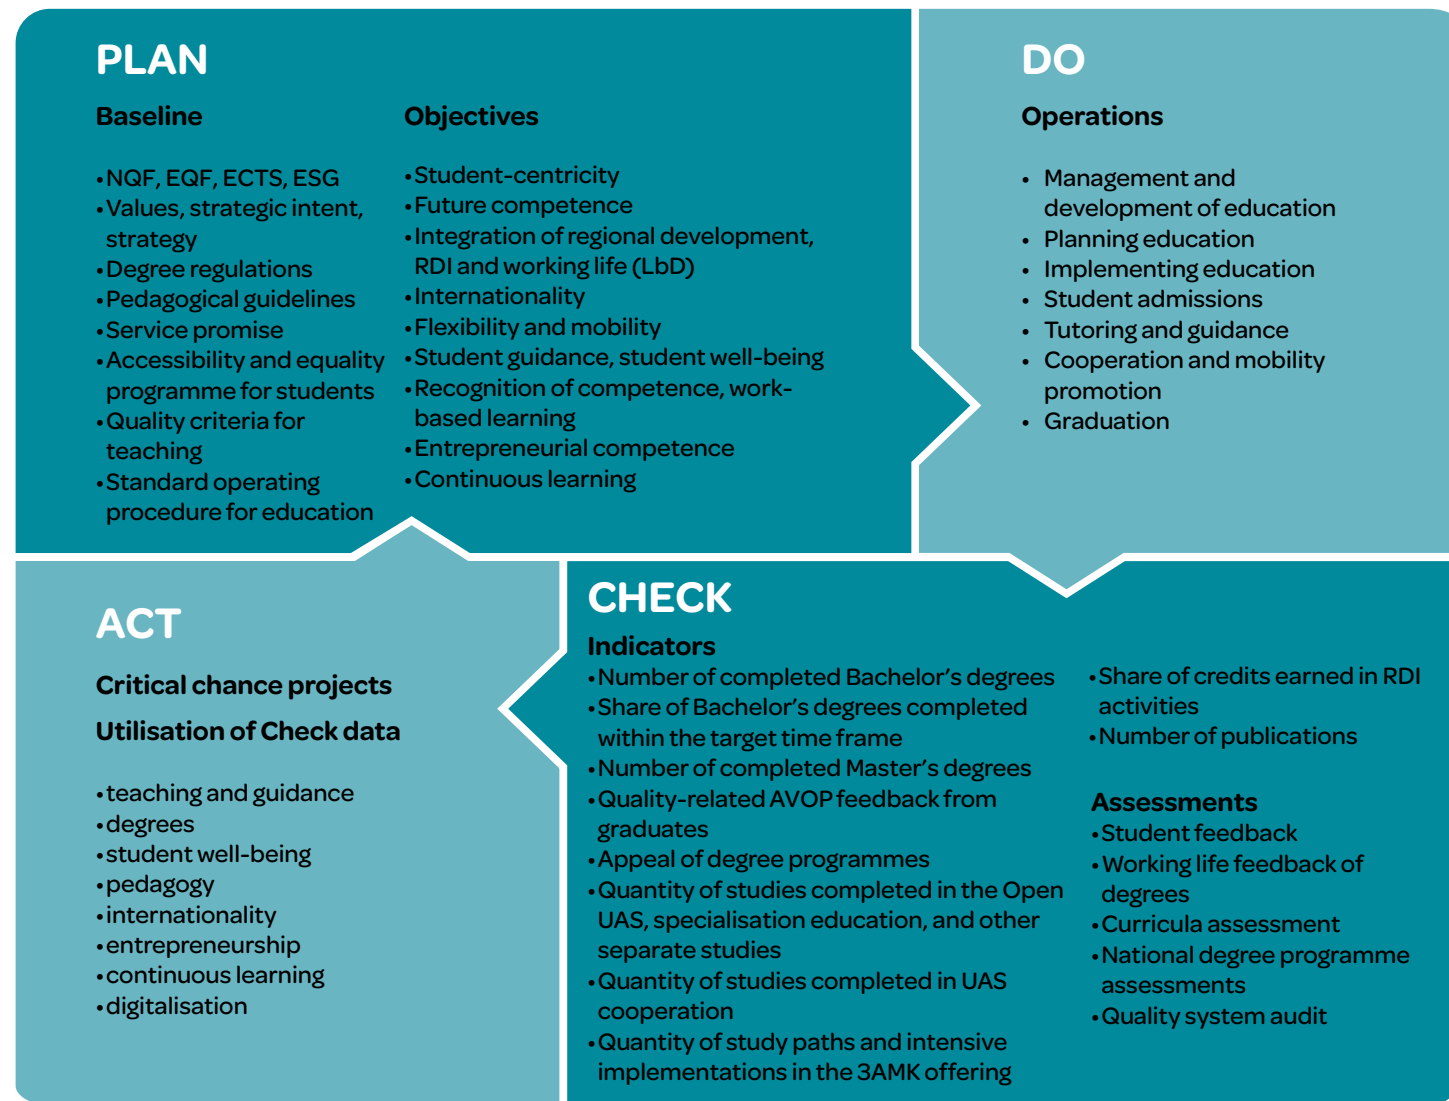 PLAN
Baseline
•NQF, EQF, ECTS, ESG
•Values, strategic intent,
strategy
•Degree regulations
•Pedagogical guidelines
•Service promise
•Accessibility and equality
programme for students
•Quality criteria for
teaching
•Standard operating
procedure for education
Objectives
•Student-centricity
•Future competence
•Integration of regional development,
RDI and working life (LbD)
•Internationality
•Flexibility and mobility
•Student guidance, student well-being
•Recognition of competence, work-
based learning
•Entrepreneurial competence
•Continuous learning
DO
Operations
• Management and
development of education
• Planning education
• Implementing education
• Student admissions
• Tutoring and guidance
• Cooperation and mobility
promotion
• Graduation
ACT
Critical chance projects
Utilisation of Check data
•teaching and guidance
•degrees
•student well-being
•pedagogy
•internationality
•entrepreneurship
•continuous learning
•digitalisation
CHECK
Indicators
•Number of completed Bachelor's degrees
•Share of Bachelor's degrees completed
within the target time frame
•Number of completed Master's degrees
•Quality-related AVOP feedback from
graduates
•Appeal of degree programmes
•Quantity of studies completed in the Open
UAS, specialisation education, and other
separate studies
•Quantity of studies completed in UAS
cooperation
•Quantity of study paths and intensive
implementations in the 3AMK offering
•Share of credits earned in RDI
activities
•Number of publications
Assessments
•Student feedback
•Working life feedback of
degrees
•Curricula assessment
•National degree programme
assessments
•Quality system audit